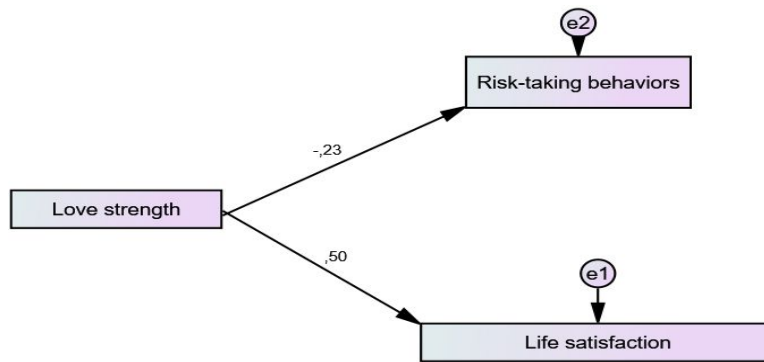 e2
Risk-taking behaviors
-,23
Love strength
,50
e1
Life satisfaction